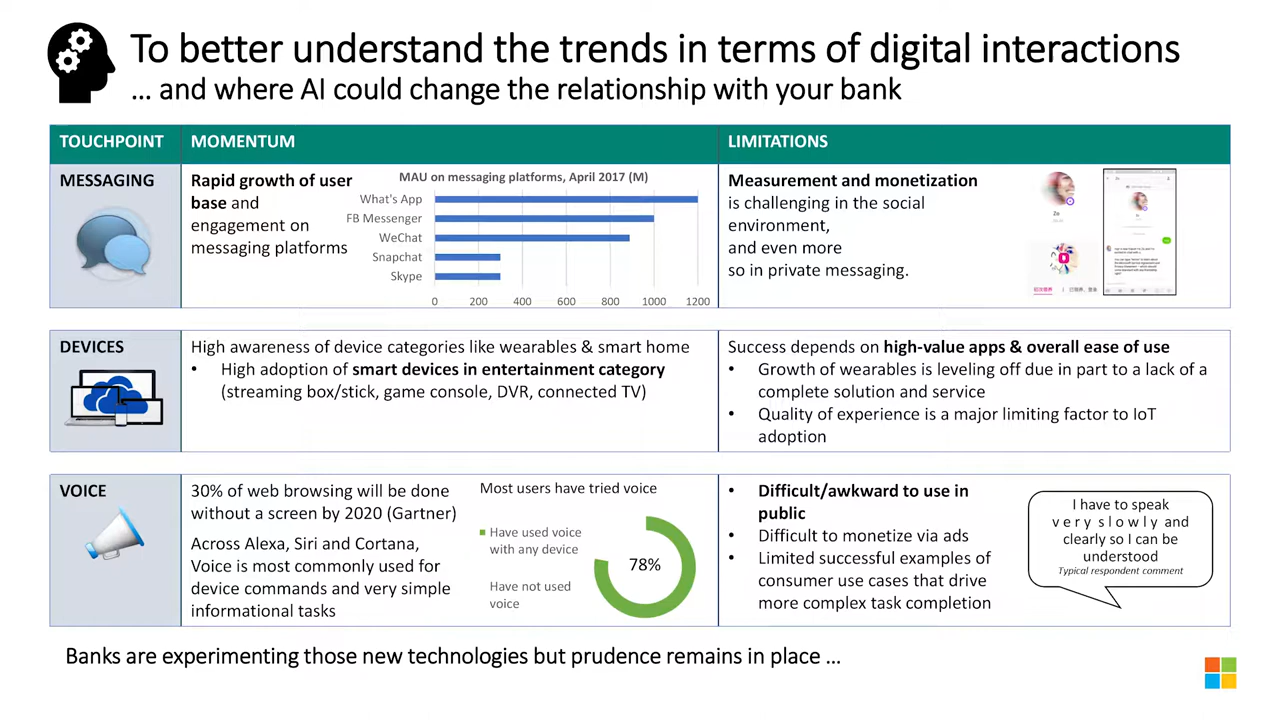 To better understand the trends in terms of digital interactions
... and where AI could change the relationship with your bank
TOUCHPOINT
MOMENTUM
LIMITATIONS
MESSAGING
Rapid growth of user
base and
engagement on
messaging platforms
MAU on messaging platforms, April 2017 (M)
What's App
FB Messenger
WeChat
Snapchat
Skype
0 200 400 600 800 1000 1200
Measurement and monetization
is challenging in the social
environment,
and even more
so in private messaging.
DEVICES
High awareness of device categories like wearables & smart home
• High adoption of smart devices in entertainment category
(streaming box/stick, game console, DVR, connected TV)
Success depends on high-value apps & overall ease of use
• Growth of wearables is leveling off due in part to a lack of a
complete solution and service
• Quality of experience is a major limiting factor to IoT
adoption
VOICE
30% of web browsing will be done
without a screen by 2020 (Gartner)
Across Alexa, Siri and Cortana,
Voice is most commonly used for
device commands and very simple
informational tasks
Most users have tried voice
Have used voice
with any device
Have not used
voice
78%
• Difficult/awkward to use in
public
• Difficult to monetize via ads
• Limited successful examples of
consumer use cases that drive
more complex task completion
I have to speak
v e r y s l o w l y and
clearly so I can be
understood
Typical respondent comment
Banks are experimenting those new technologies but prudence remains in place ...